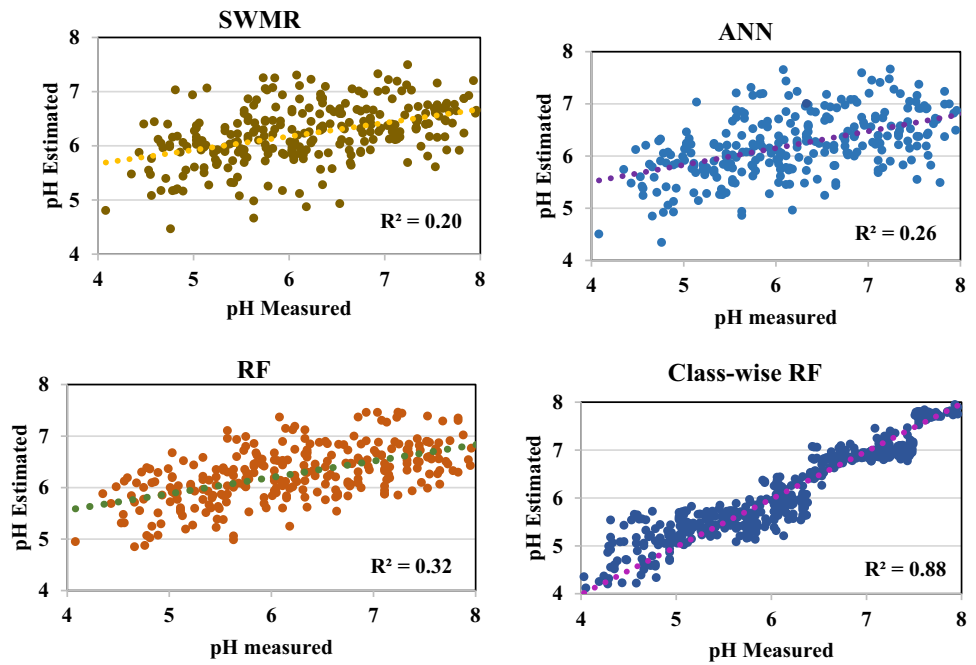 SWMR
8
7
6
5
4
pH Estimated
R² = 0.20
4 5 6 7 8
pH Measured
ANN
8
7
6
5
4
pH Estimated
R² = 0.26
4 5 6 7 8
pH measured
RF
8
7
6
5
4
pH Estimated
R² = 0.32
4 5 6 7 8
pH measured
Class-wise RF
8
7
6
5
4
pH Estimated
R² = 0.88
4 5 6 7 8
pH Measured